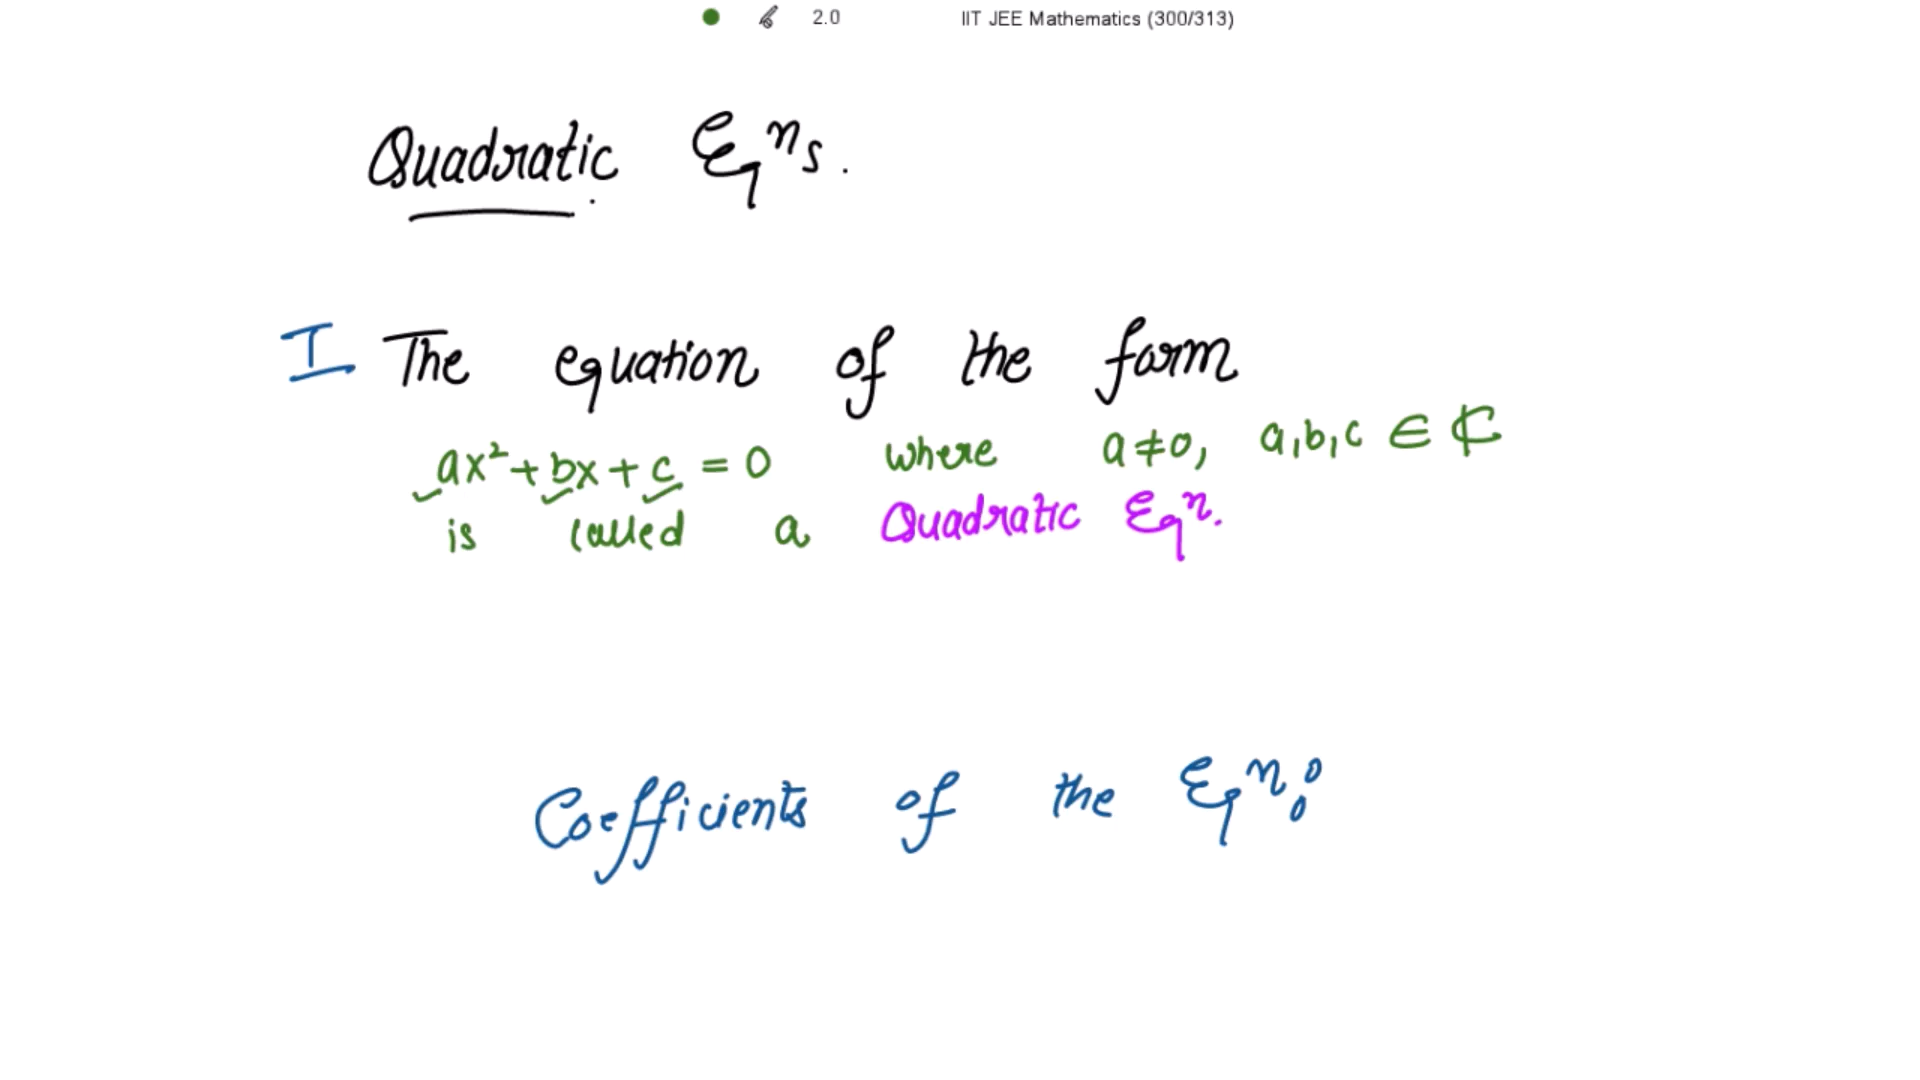 2.0 IIT JEE Mathematics (300/313)
Quadratic Eqⁿs.
I The equation of the form
ax²+bx+c = 0 where a≠0, a,b,c ∈ ℂ
is called a Quadratic Eqⁿ.
Coefficients of the Eqⁿ: